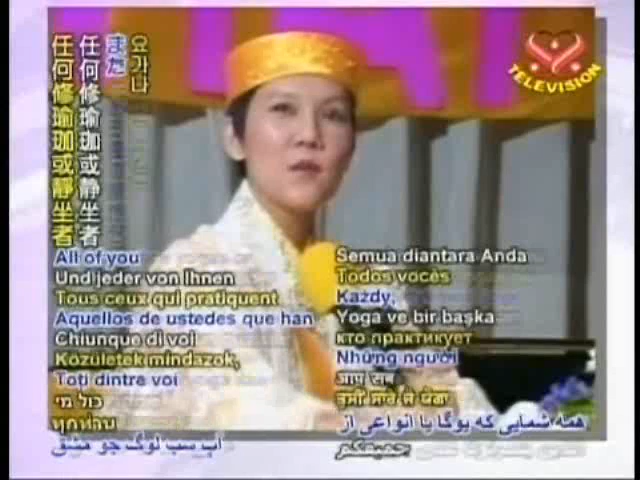 TELEVISION
요가나
また
任何修瑜珈或靜坐者
任何修瑜珈或静坐者
All of you
Und jeder von Ihnen
Tous ceux qui pratiquent
Aquellos de ustedes que han
Chiunque di voi
Közületek mindazok,
Toți dintre voi
כול מי
ทุกท่าน
آپ سب لوگ جو مشق
Semua diantara Anda
Todos vocês
Każdy,
Yoga ve bir başka
кто практикует
Những người
आप स
ਤੁਸੀਂ ਸਾਰੇ ਜੋ ਯੋਗਾ
همه شمایی که یوگا یا انواعی از
جميعكم